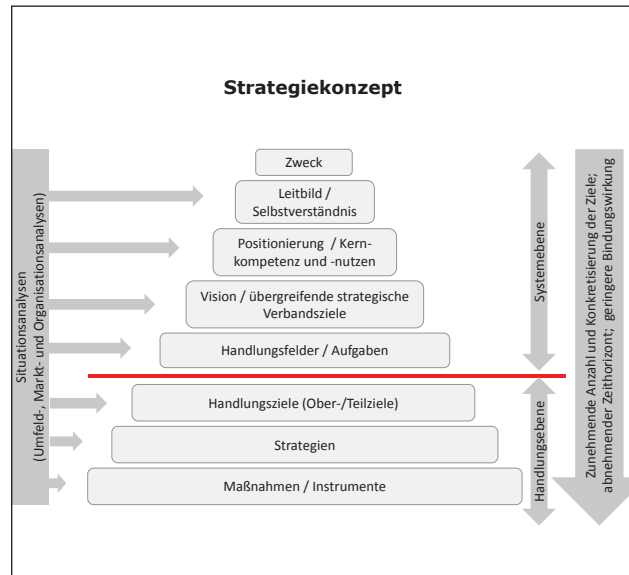 Strategiekonzept
Situationsanalysen
(Umfeld-, Markt- und Organisationsanalysen)
Zweck
Leitbild /
Selbstverständnis
Positionierung / Kern-
kompetenz und -nutzen
Vision / übergreifende strategische
Verbandsziele
Handlungsfelder / Aufgaben
Handlungsziele (Ober-/Teilziele)
Strategien
Maßnahmen / Instrumente
Systemebene
Handlungsebene
Zunehmende Anzahl und Konkretisierung der Ziele;
abnehmender Zeithorizont; geringere Bindungswirkung